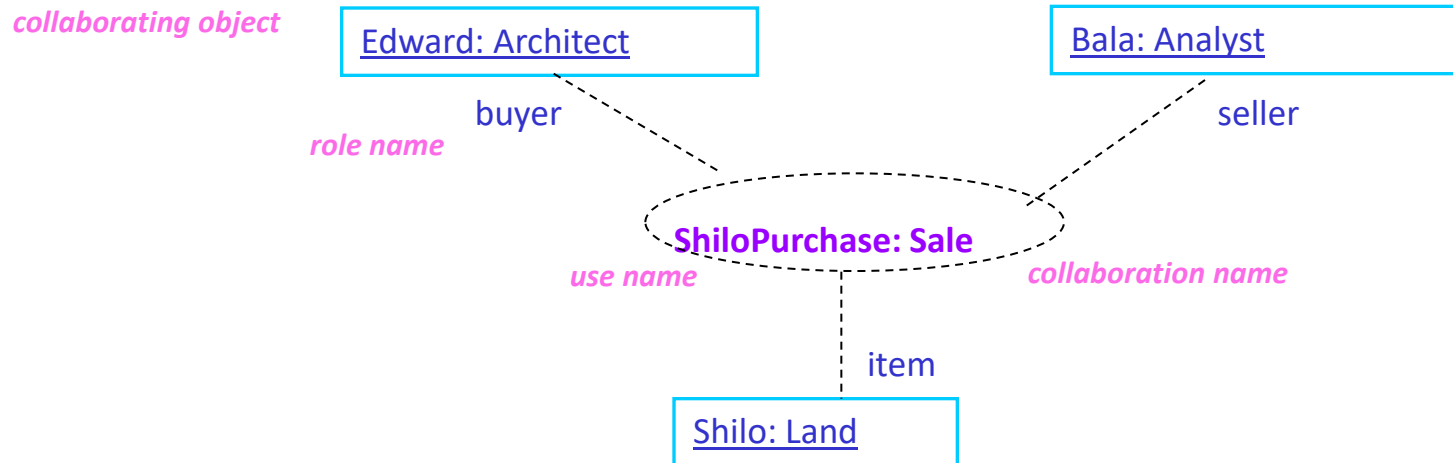 collaborating object
Edward: Architect
Bala: Analyst
buyer
seller
role name
ShiloPurchase: Sale
use name
collaboration name
item
Shilo: Land